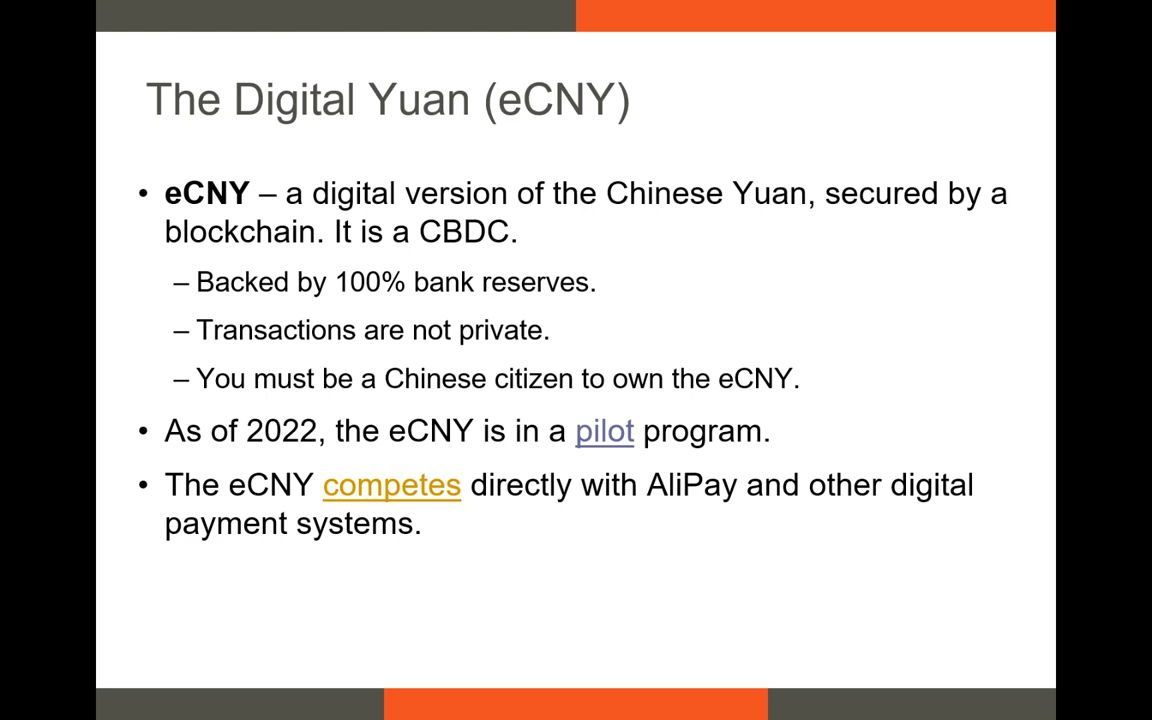 The Digital Yuan (eCNY)
• eCNY – a digital version of the Chinese Yuan, secured by a
blockchain. It is a CBDC.
– Backed by 100% bank reserves.
– Transactions are not private.
– You must be a Chinese citizen to own the eCNY.
• As of 2022, the eCNY is in a pilot program.
• The eCNY competes directly with AliPay and other digital
payment systems.